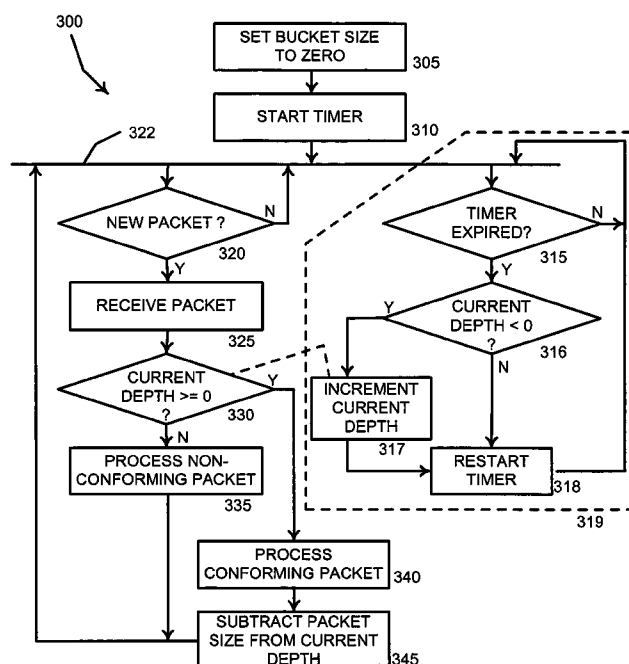 300
SET BUCKET SIZE
TO ZERO
305
START TIMER
310
322
NEW PACKET ?
N
320
Y
RECEIVE PACKET
325
CURRENT
DEPTH >= 0
?
Y
330
N
PROCESS NON-
CONFORMING PACKET
335
PROCESS
CONFORMING PACKET
340
SUBTRACT PACKET
SIZE FROM CURRENT
DEPTH
345
TIMER
EXPIRED?
N
315
Y
CURRENT
DEPTH < 0
?
Y
316
N
INCREMENT
CURRENT
DEPTH
317
RESTART
TIMER
318
319